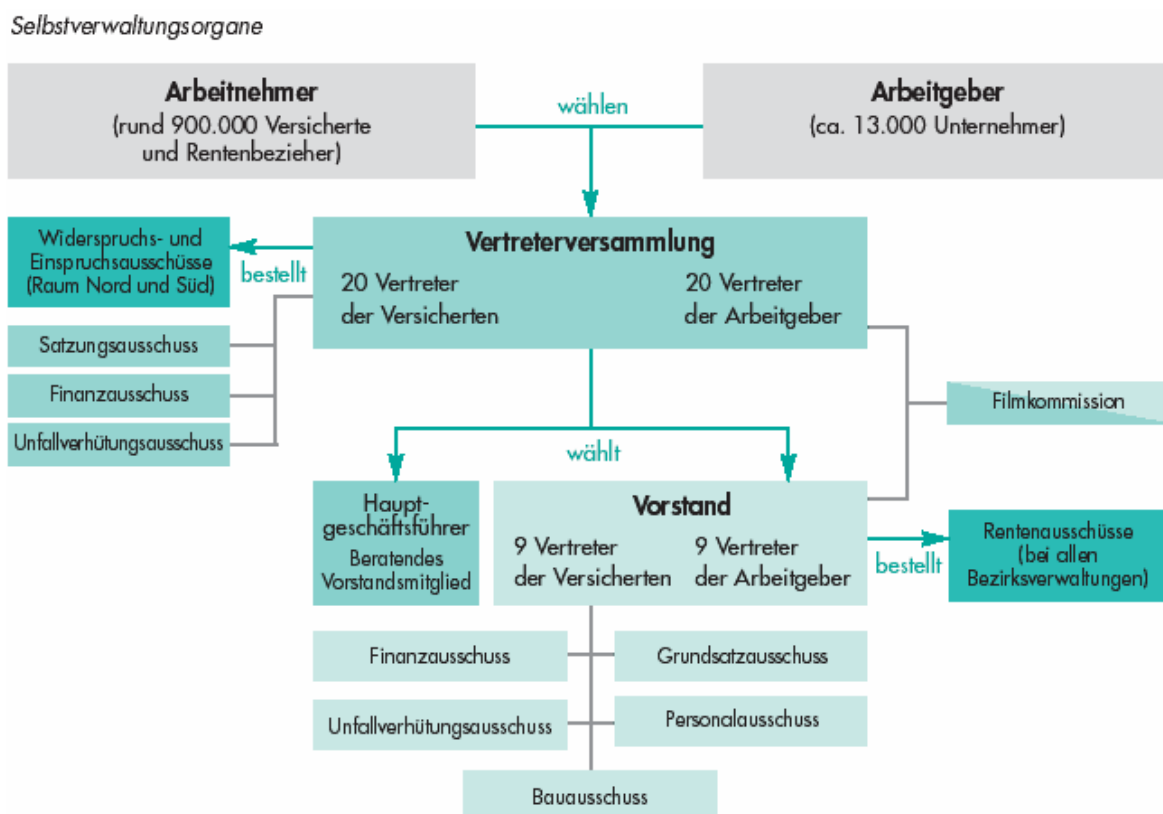 Selbstverwaltungsorgane
Arbeitnehmer
(rund 900.000 Versicherte
und Rentenbezieher)
wählen
Arbeitgeber
(ca. 13.000 Unternehmer)
Widerspruchs- und
Einspruchsausschüsse
(Raum Nord und Süd)
bestellt
Vertreterversammlung
20 Vertreter
der Versicherten
20 Vertreter
der Arbeitgeber
Satzungsausschuss
Finanzausschuss
Unfallverhütungsausschuss
Filmkommission
wählt
Haupt-
geschäftsführer
Beratendes
Vorstandsmitglied
Vorstand
9 Vertreter
der Versicherten
9 Vertreter
der Arbeitgeber
bestellt
Rentenausschüsse
(bei allen
Bezirksverwaltungen)
Finanzausschuss
Grundsatzausschuss
Unfallverhütungsausschuss
Personalausschuss
Bauausschuss